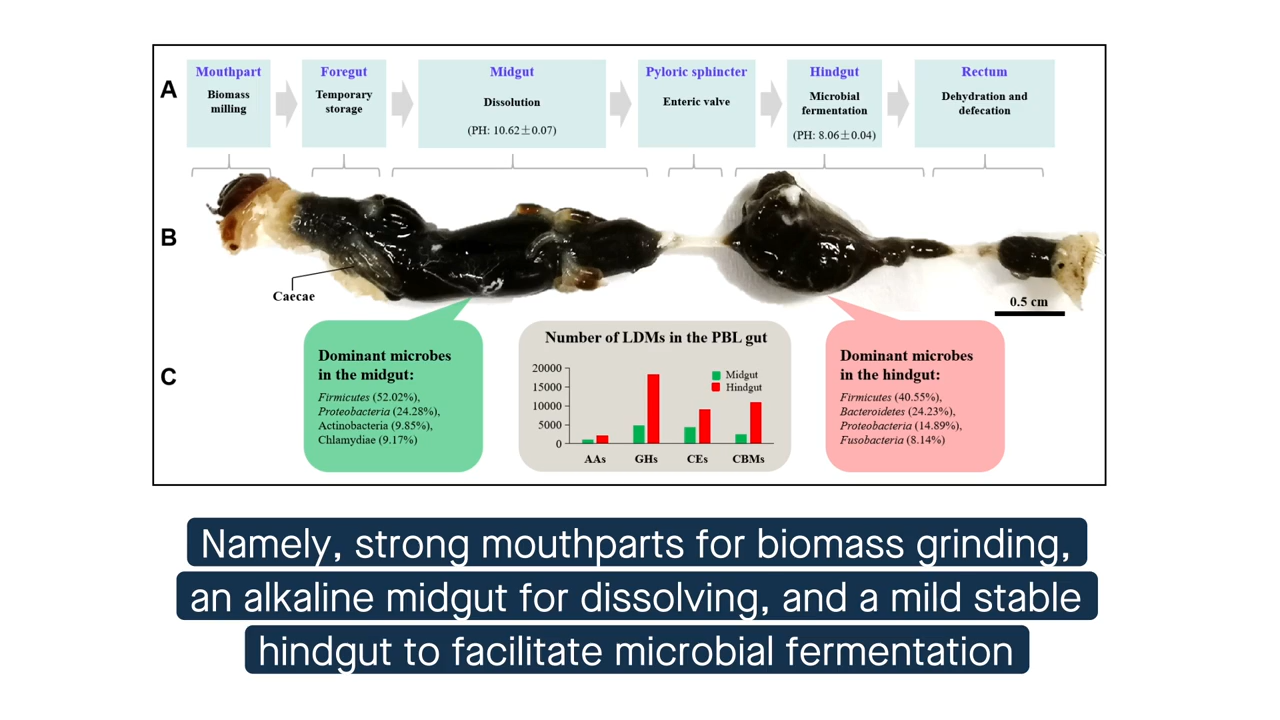 A
Mouthpart
Biomass
milling
Foregut
Temporary
storage
Midgut
Dissolution
(PH: 10.62±0.07)
Pyloric sphincter
Enteric valve
Hindgut
Microbial
fermentation
(PH: 8.06±0.04)
Rectum
Dehydration and
defecation
B
Caecae
0.5 cm
C
Dominant microbes
in the midgut:
Firmicutes (52.02%),
Proteobacteria (24.28%),
Actinobacteria (9.85%),
Chlamydiae (9.17%)
Number of LDMs in the PBL gut
20000
15000
10000
5000
0
Midgut
Hindgut
AAs
GHs
CEs
CBMs
Dominant microbes
in the hindgut:
Firmicutes (40.55%),
Bacteroidetes (24.23%),
Proteobacteria (14.89%),
Fusobacteria (8.14%)
Namely, strong mouthparts for biomass grinding,
an alkaline midgut for dissolving, and a mild stable
hindgut to facilitate microbial fermentation